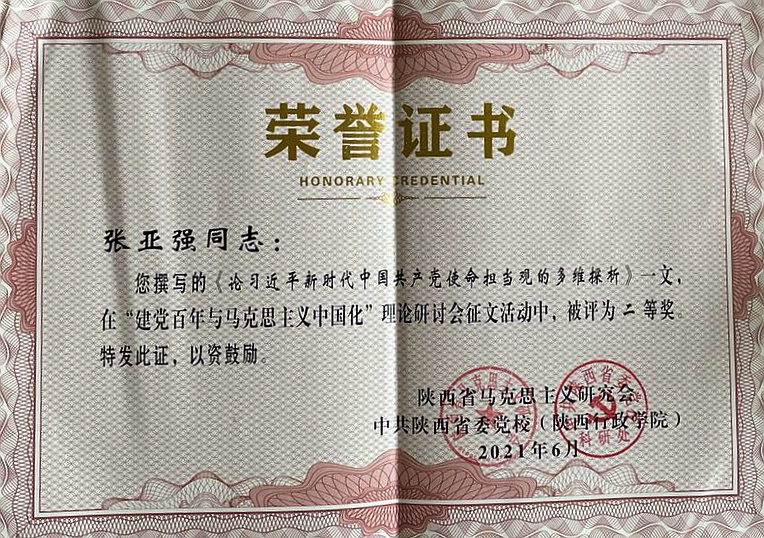 荣誉证书
HONORARY CREDENTIAL
张亚强同志：
您撰写的《论习近平新时代中国共产党使命担当观的多维探析》一文，
在“建党百年与马克思主义中国化”理论研讨会征文活动中，被评为二等奖。
特发此证，以资鼓励。
陕西省马克思主义研究会
中共陕西省委党校（陕西行政学院）
2021年6月
科研处